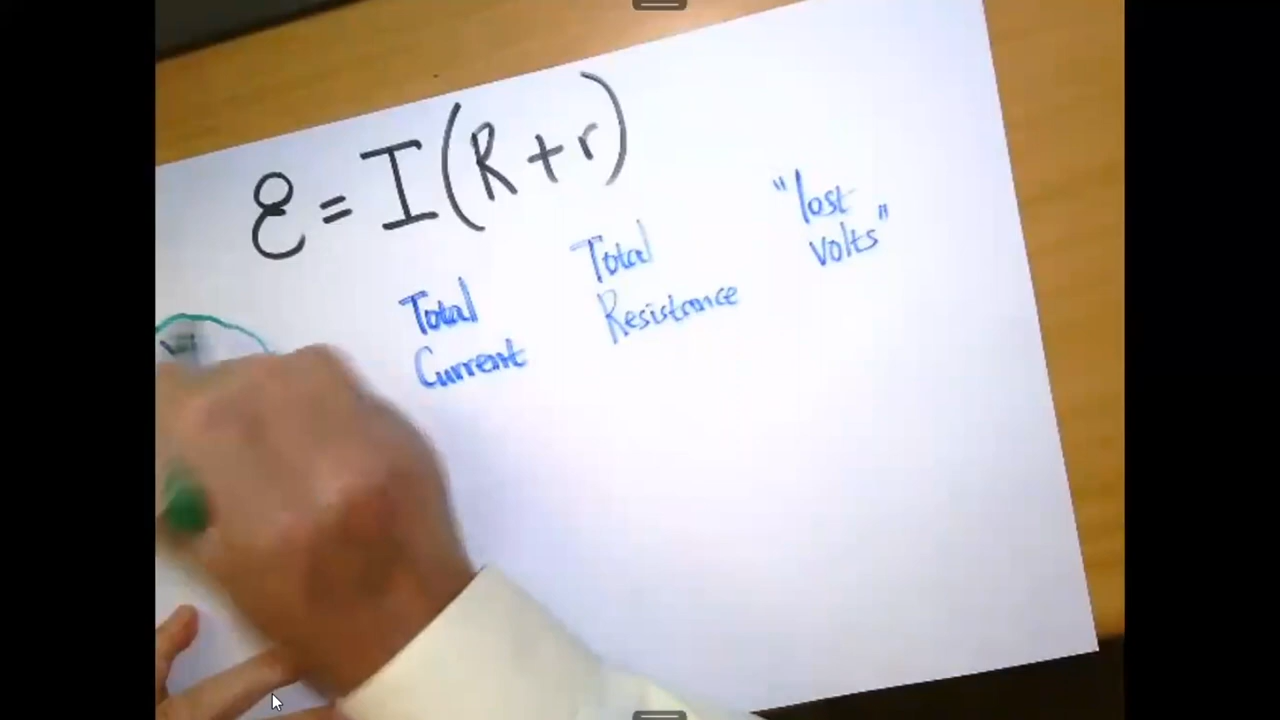 ε = I(R+r)
"lost
volts"
Total
Resistance
Total
Current